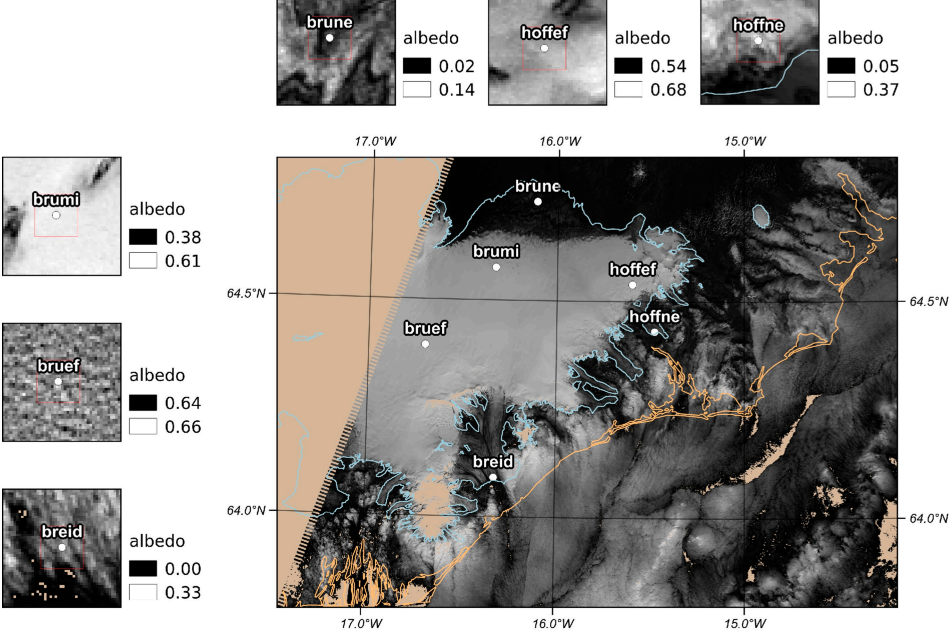 brune
albedo
0.02
0.14
hoffef
albedo
0.54
0.68
hoffne
albedo
0.05
0.37
17.0°W 16.0°W 15.0°W
brumi
albedo
0.38
0.61
bruef
albedo
0.64
0.66
breid
albedo
0.00
0.33
brune
brumi
hoffef
64.5°N
64.5°N
hoffne
bruef
breid
64.0°N
64.0°N
17.0°W 16.0°W 15.0°W